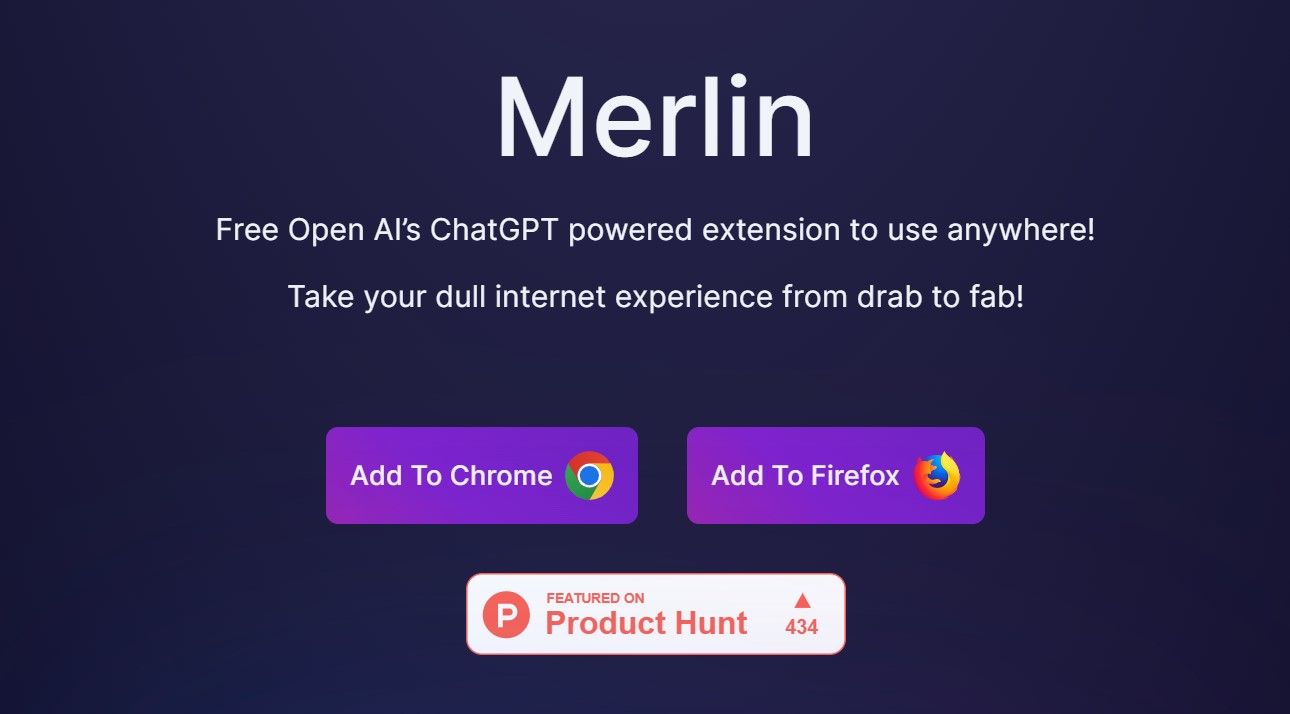 Merlin
Free Open AI’s ChatGPT powered extension to use anywhere!
Take your dull internet experience from drab to fab!
Add To Chrome
Add To Firefox
P
FEATURED ON
Product Hunt
▲
434